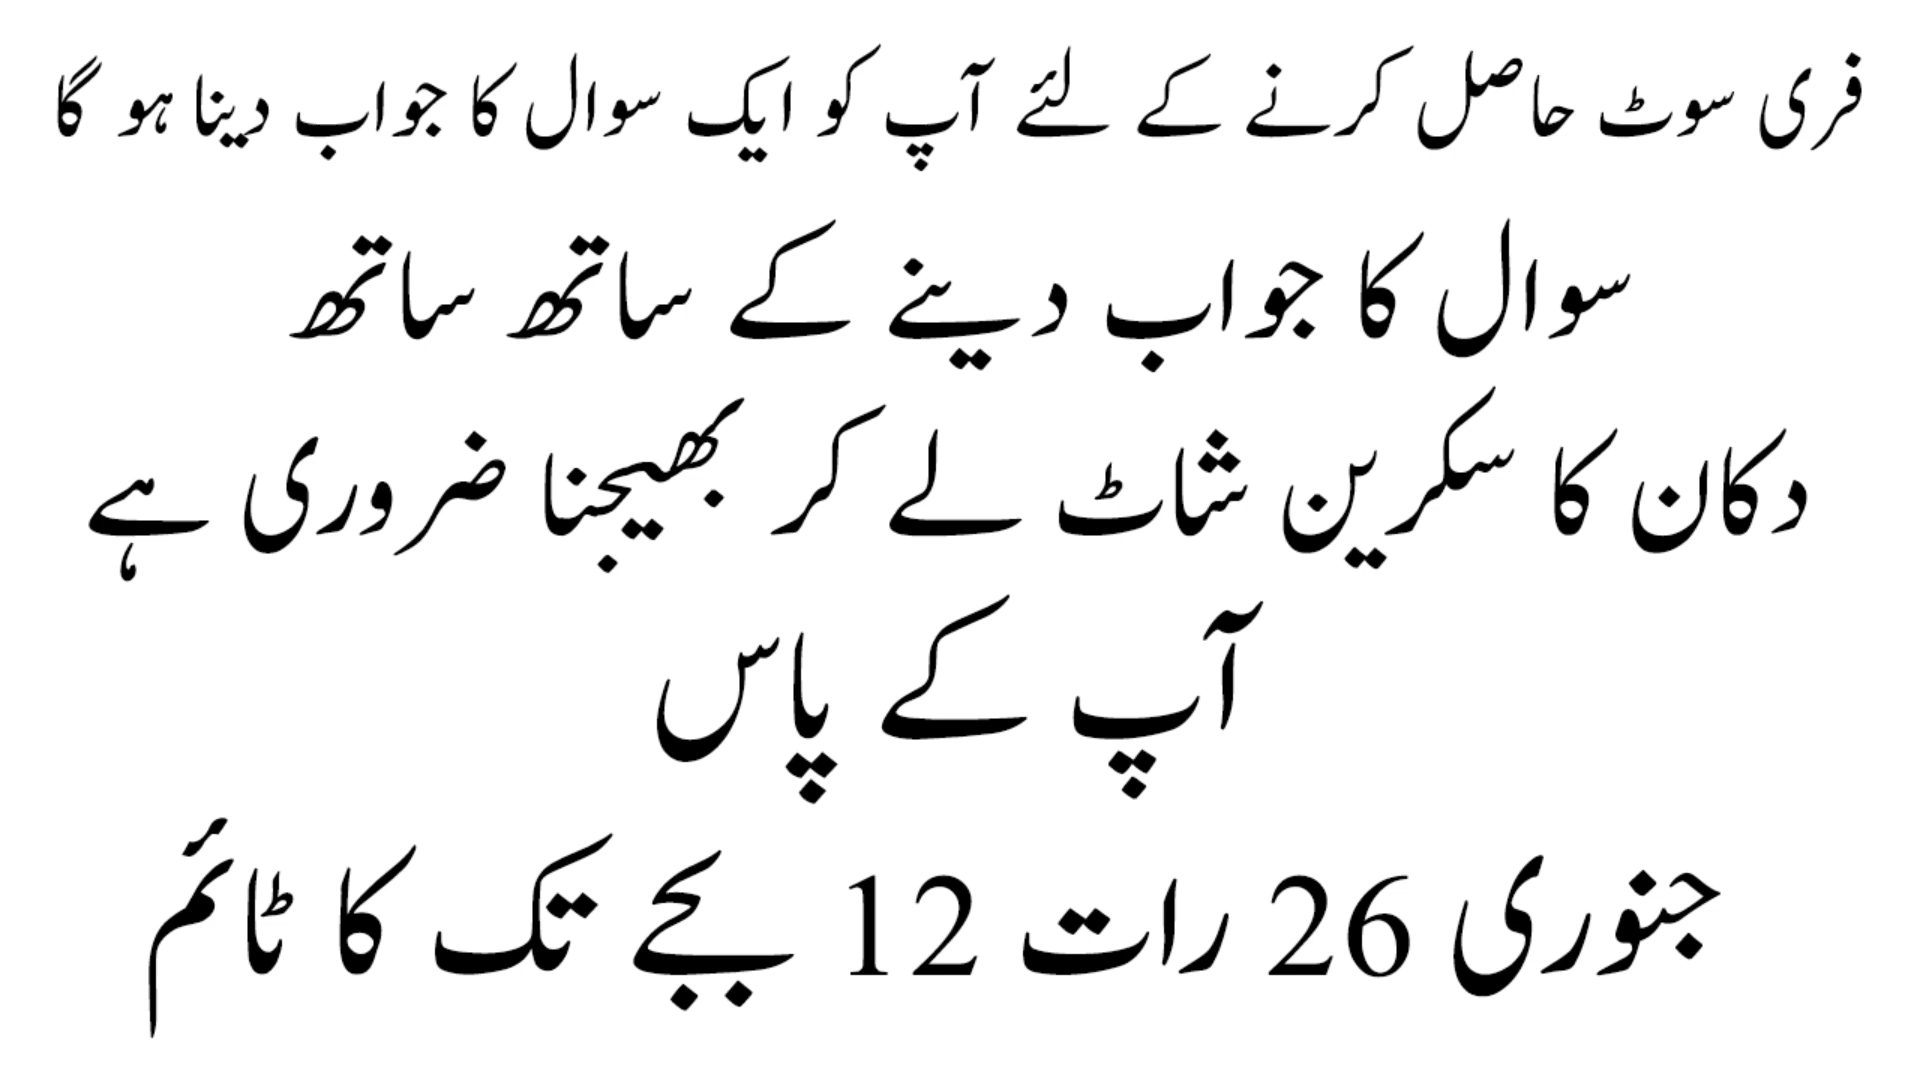 فری سوٹ حاصل کرنے کے لئے آپ کو ایک سوال کا جواب دینا ہو گا
سوال کا جواب دینے کے ساتھ ساتھ
دکان کا سکرین شاٹ لے کر بھیجنا ضروری ہے
آپ کے پاس
جنوری 26 رات 12 بجے تک کا ٹائم